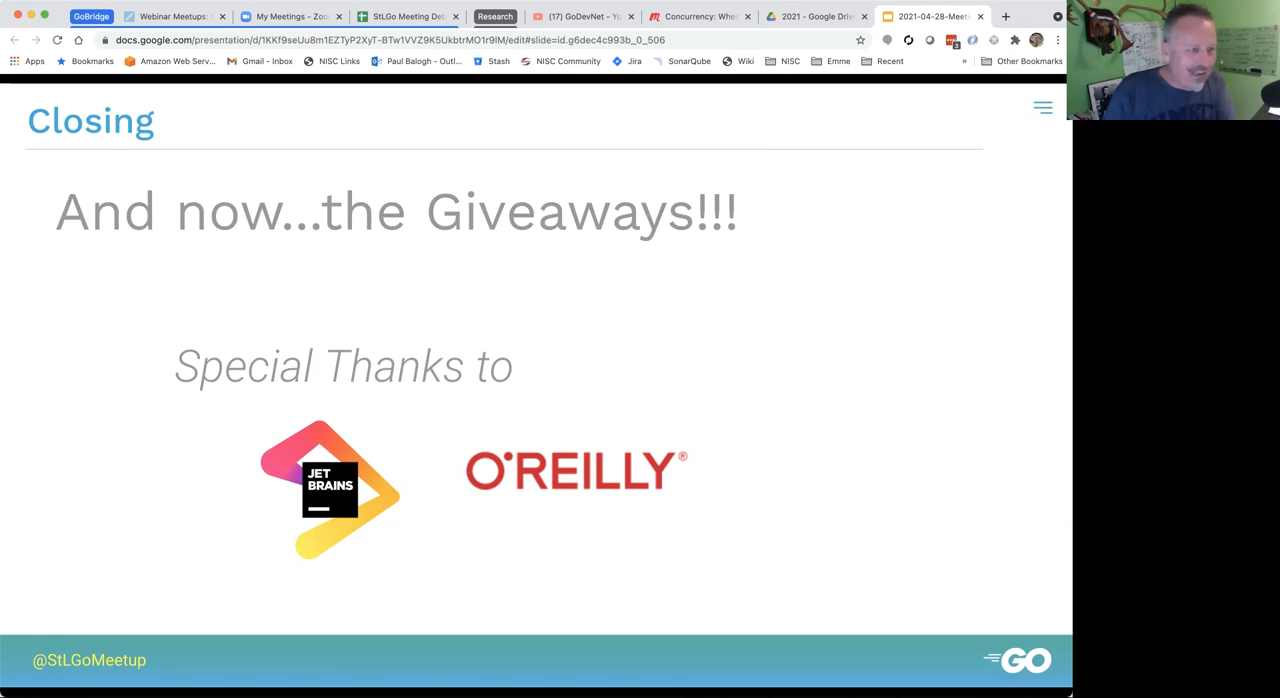 GoBridge
Webinar Meetups:
My Meetings - Zoo
StLGo Meeting Det
Research
(17) GoDevNet - Yo
Concurrency: Wher
2021 - Google Driv
2021-04-28-Meeti
docs.google.com/presentation/d/1KKf9seUu8m1EZTyP2XyT-BTw1VVZ9K5UkbtrMO1r9lM/edit#slide=id.g6dec4c993b_0_506
3
Apps
Bookmarks
Amazon Web Serv...
Gmail - Inbox
NISC Links
Paul Balogh - Outl...
Stash
NISC Community
Jira
SonarQube
Wiki
NISC
Emme
Recent
»
Other Bookmarks
Closing
And now...the Giveaways!!!
Special Thanks to
JET
BRAINS
O'REILLY®
@StLGoMeetup
GO